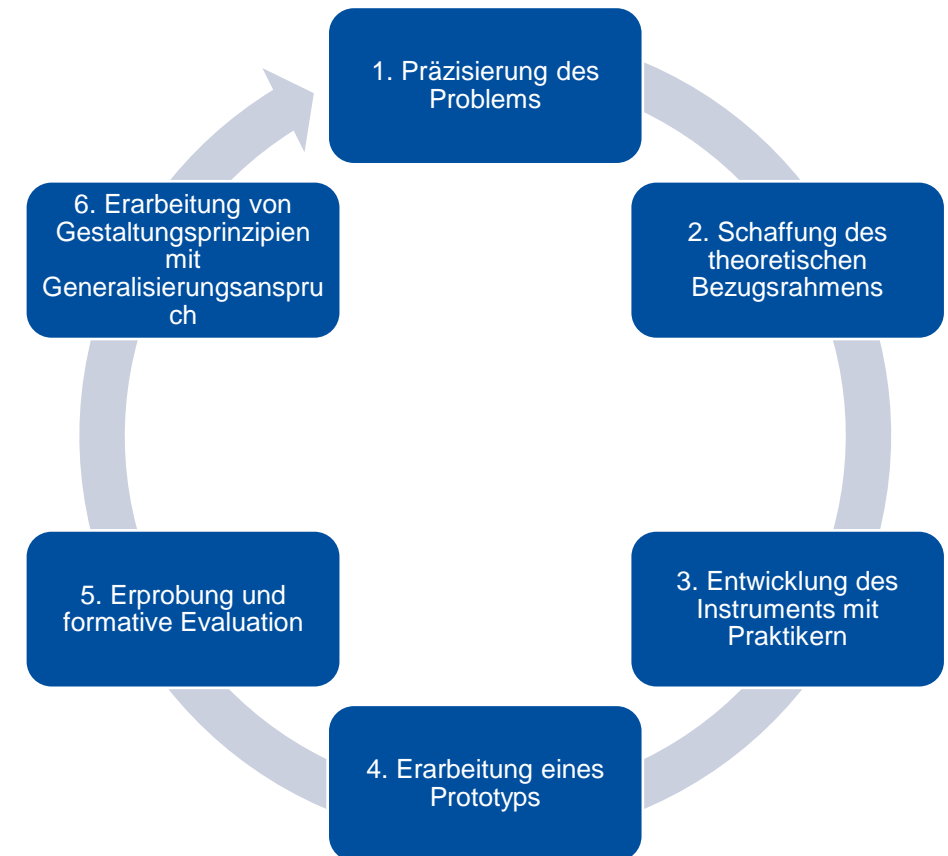 1. Präzisierung des
Problems
2. Schaffung des
theoretischen
Bezugsrahmens
3. Entwicklung des
Instruments mit
Praktikern
4. Erarbeitung eines
Prototyps
5. Erprobung und
formative Evaluation
6. Erarbeitung von
Gestaltungsprinzipien
mit
Generalisierungsanspru
ch